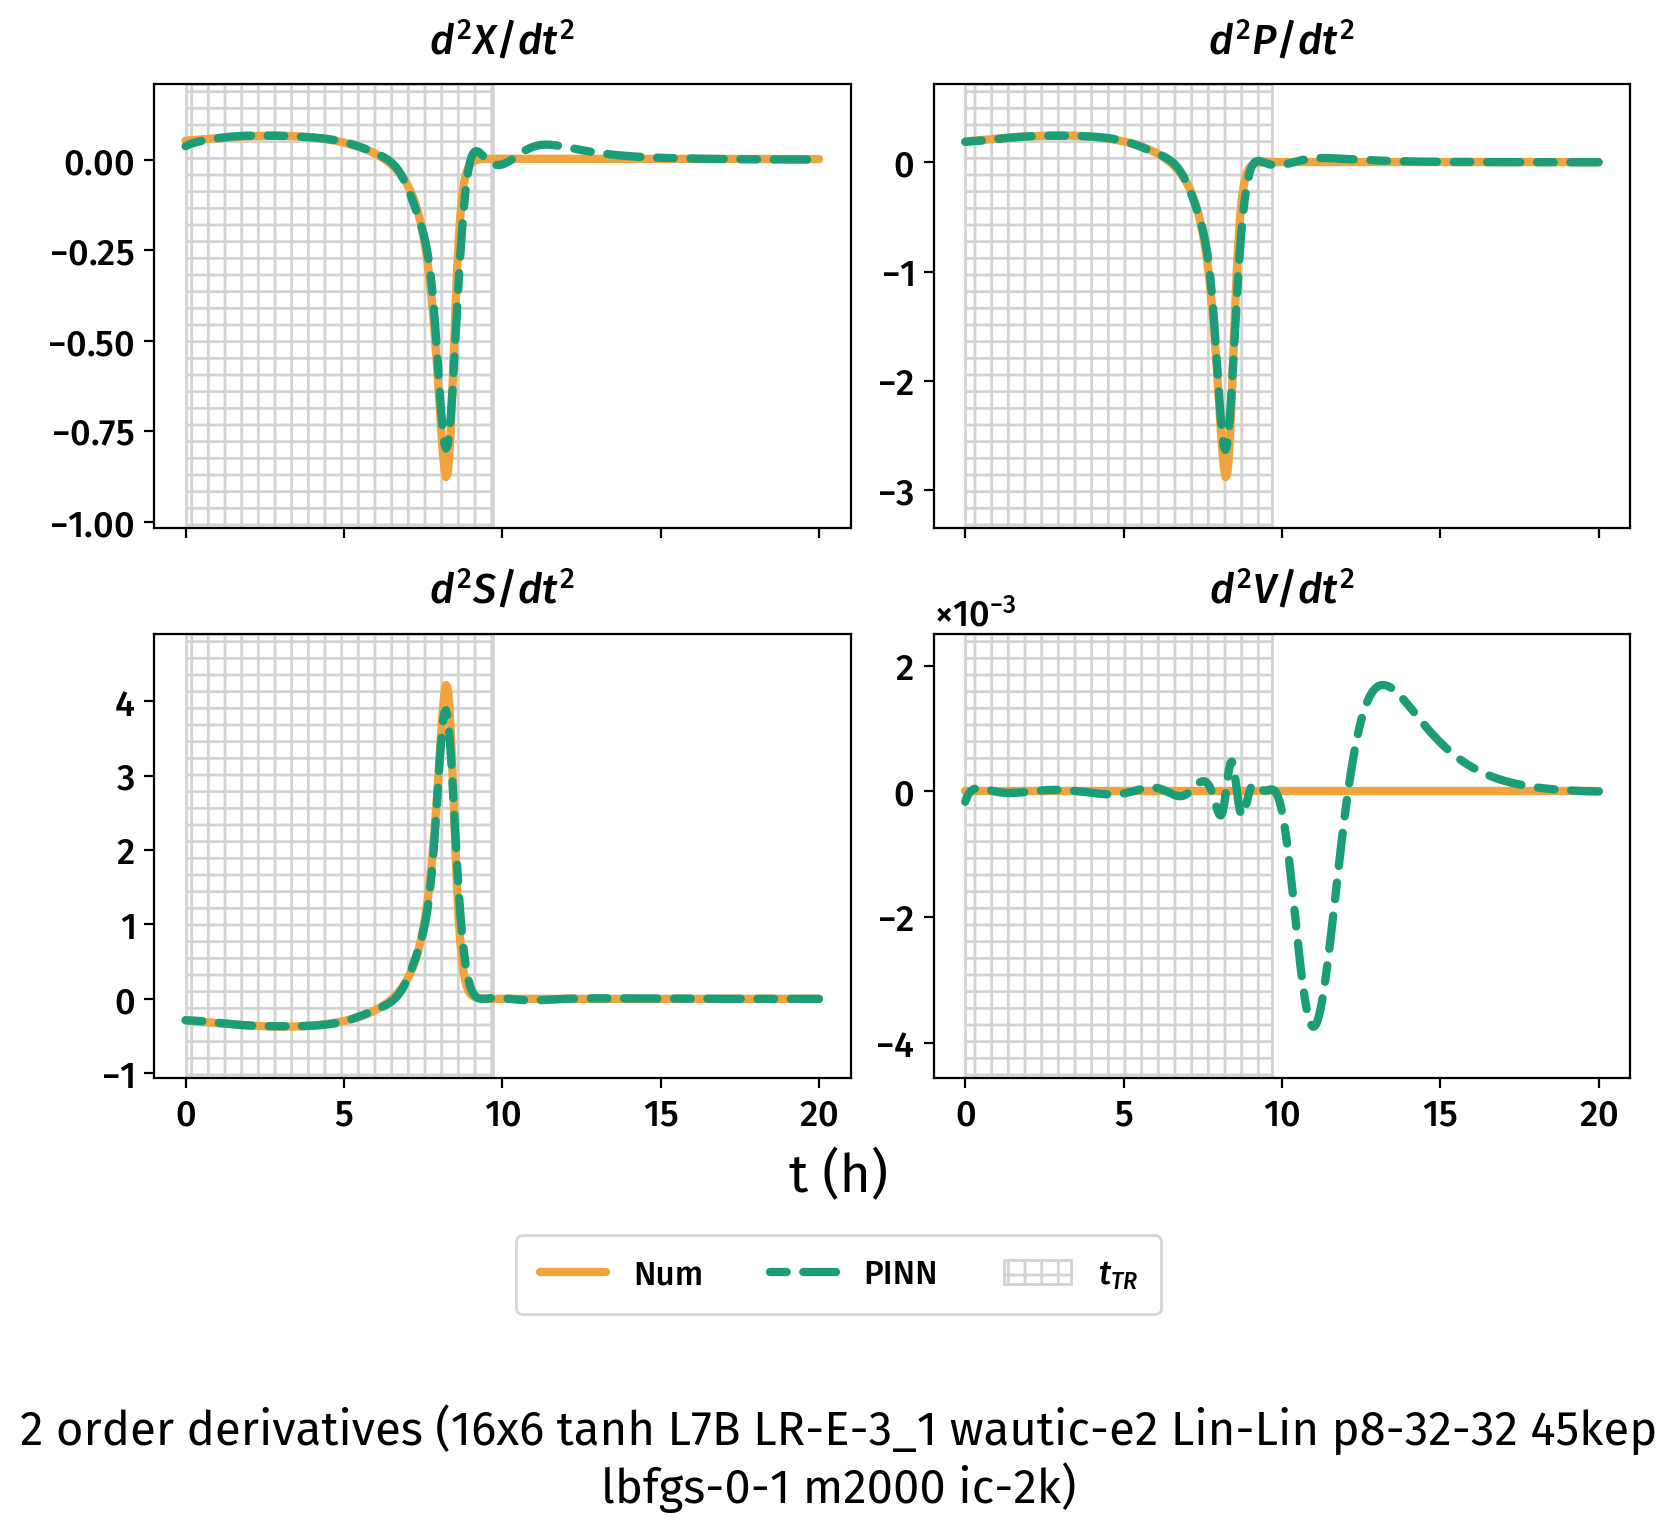 d²X/dt²
d²P/dt²
0.00
−0.25
−0.50
−0.75
−1.00
0
−1
−2
−3
d²S/dt²
d²V/dt²
×10⁻³
4
3
2
1
0
−1
2
0
−2
−4
0 5 10 15 20
0 5 10 15 20
t (h)
Num PINN t_TR
2 order derivatives (16x6 tanh L7B LR-E-3_1 wautic-e2 Lin-Lin p8-32-32 45kep
lbfgs-0-1 m2000 ic-2k)